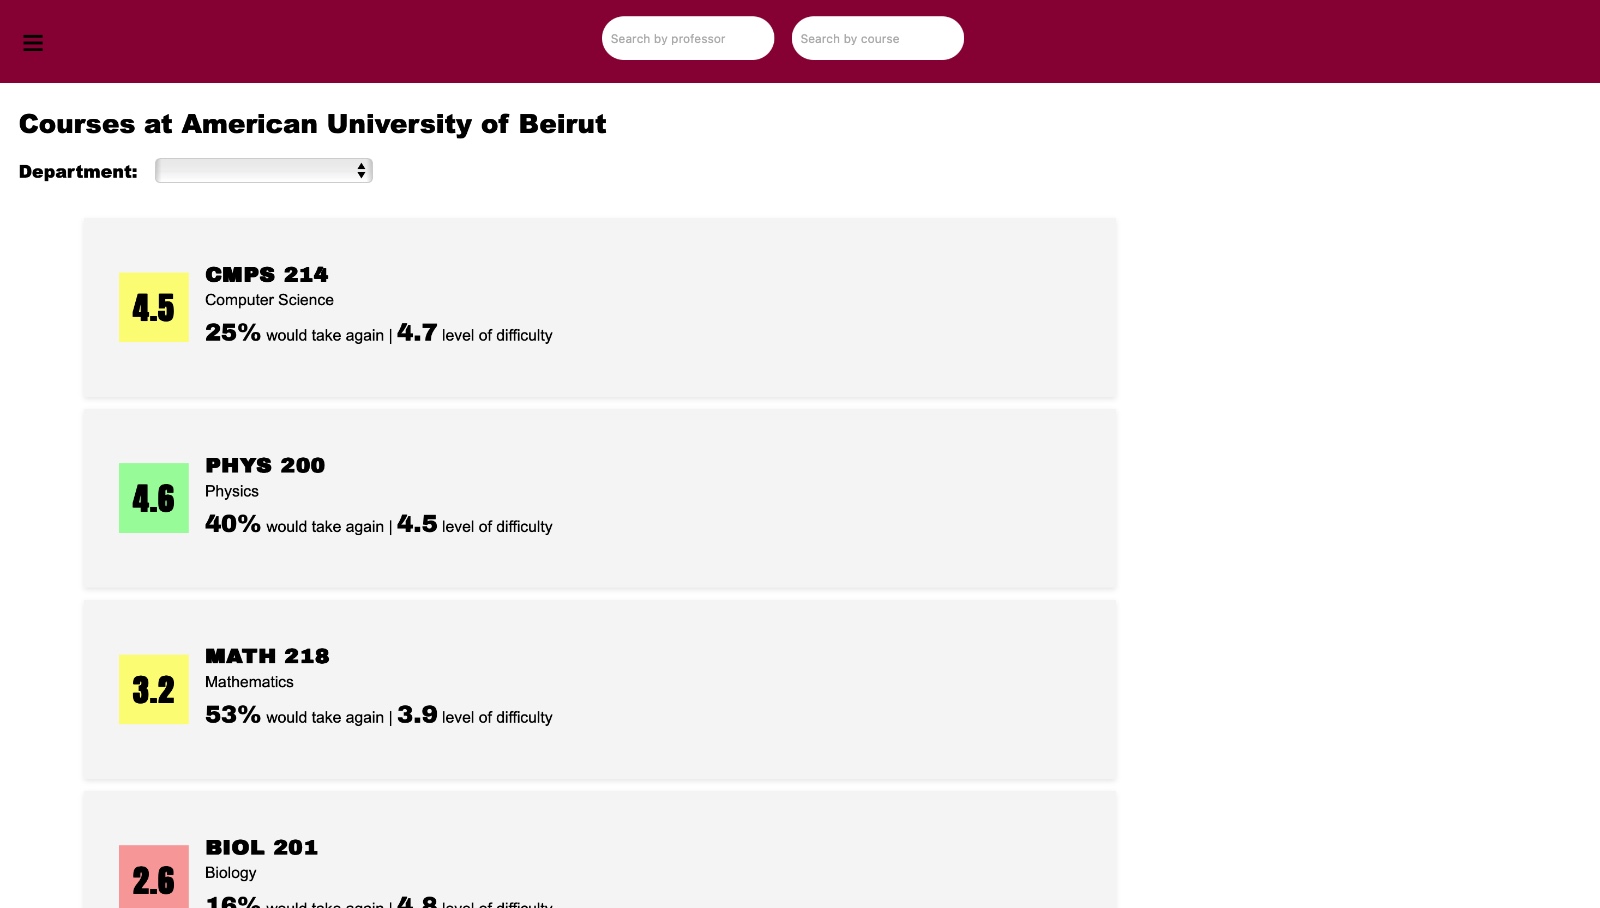 Search by professor
Search by course
Courses at American University of Beirut
Department:
4.5
CMPS 214
Computer Science
25% would take again | 4.7 level of difficulty
4.6
PHYS 200
Physics
40% would take again | 4.5 level of difficulty
3.2
MATH 218
Mathematics
53% would take again | 3.9 level of difficulty
2.6
BIOL 201
Biology
16% would take again | 4.8 level of difficulty